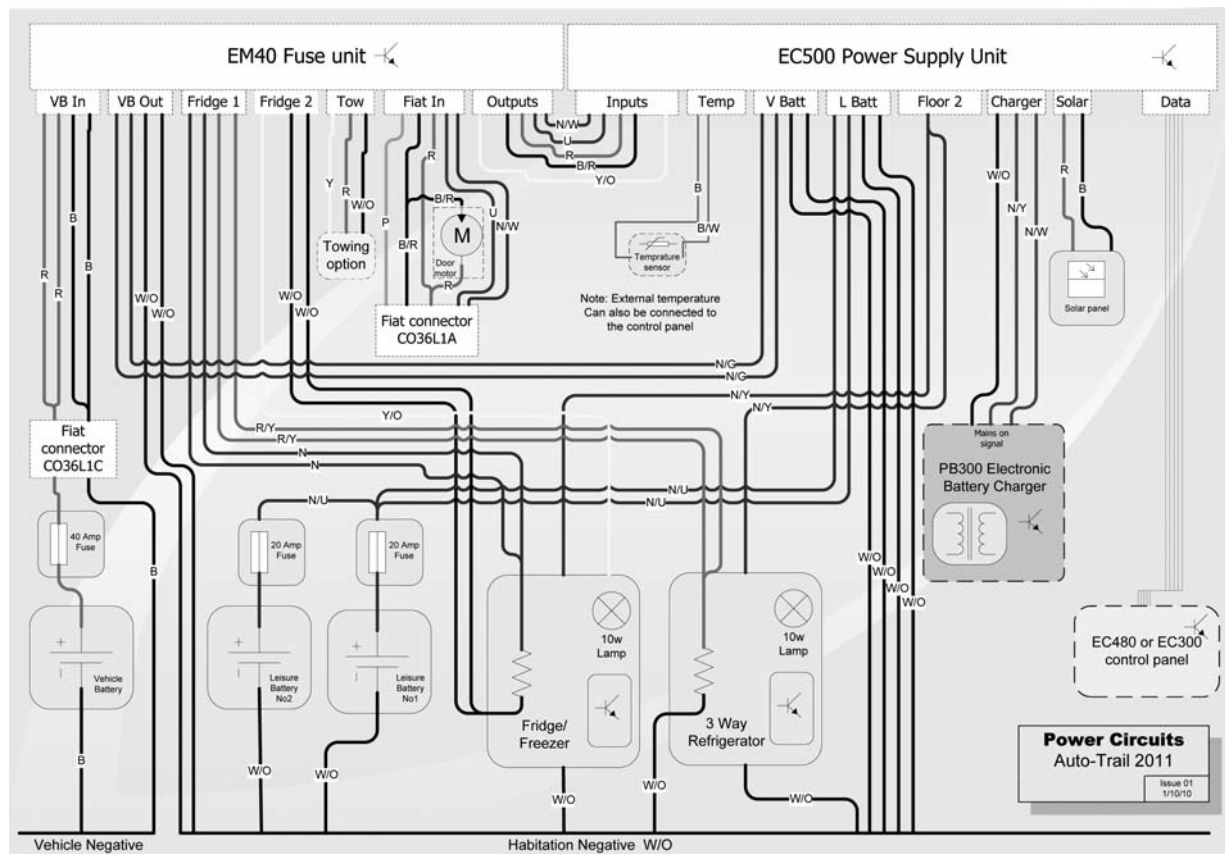 EM40 Fuse unit
EC500 Power Supply Unit
VB In
VB Out
Fridge 1
Fridge 2
Tow
Fiat In
Outputs
Inputs
Temp
V Batt
L Batt
Floor 2
Charger
Solar
Data
N/W
U
R
B/R
Y/O
R
Y
R
W/O
P
B/R
B/R
U
N/W
R
B
B
R
R
W/O
W/O
W/O
W/O
B
B/W
W/O
N/Y
N/W
R
B
M
Door
motor
Towing
option
Temprature
sensor
Solar panel
Note: External temperature
Can also be connected to
the control panel
Fiat connector
CO36L1A
N/G
N/G
N/Y
N/Y
Y/O
R/Y
R/Y
N
N
N/U
N/U
N/U
Fiat
connector
CO36L1C
Mains on
signal
PB300 Electronic
Battery Charger
40 Amp
Fuse
20 Amp
Fuse
20 Amp
Fuse
B
W/O
W/O
W/O
W/O
10w
Lamp
10w
Lamp
EC480 or EC300
control panel
+
–
Vehicle
Battery
+
–
Leisure
Battery
No2
+
–
Leisure
Battery
No1
Fridge/
Freezer
3 Way
Refrigerator
B
W/O
W/O
W/O
W/O
W/O
Power Circuits
Auto-Trail 2011
Issue 01
1/10/10
Vehicle Negative
Habitation Negative W/O